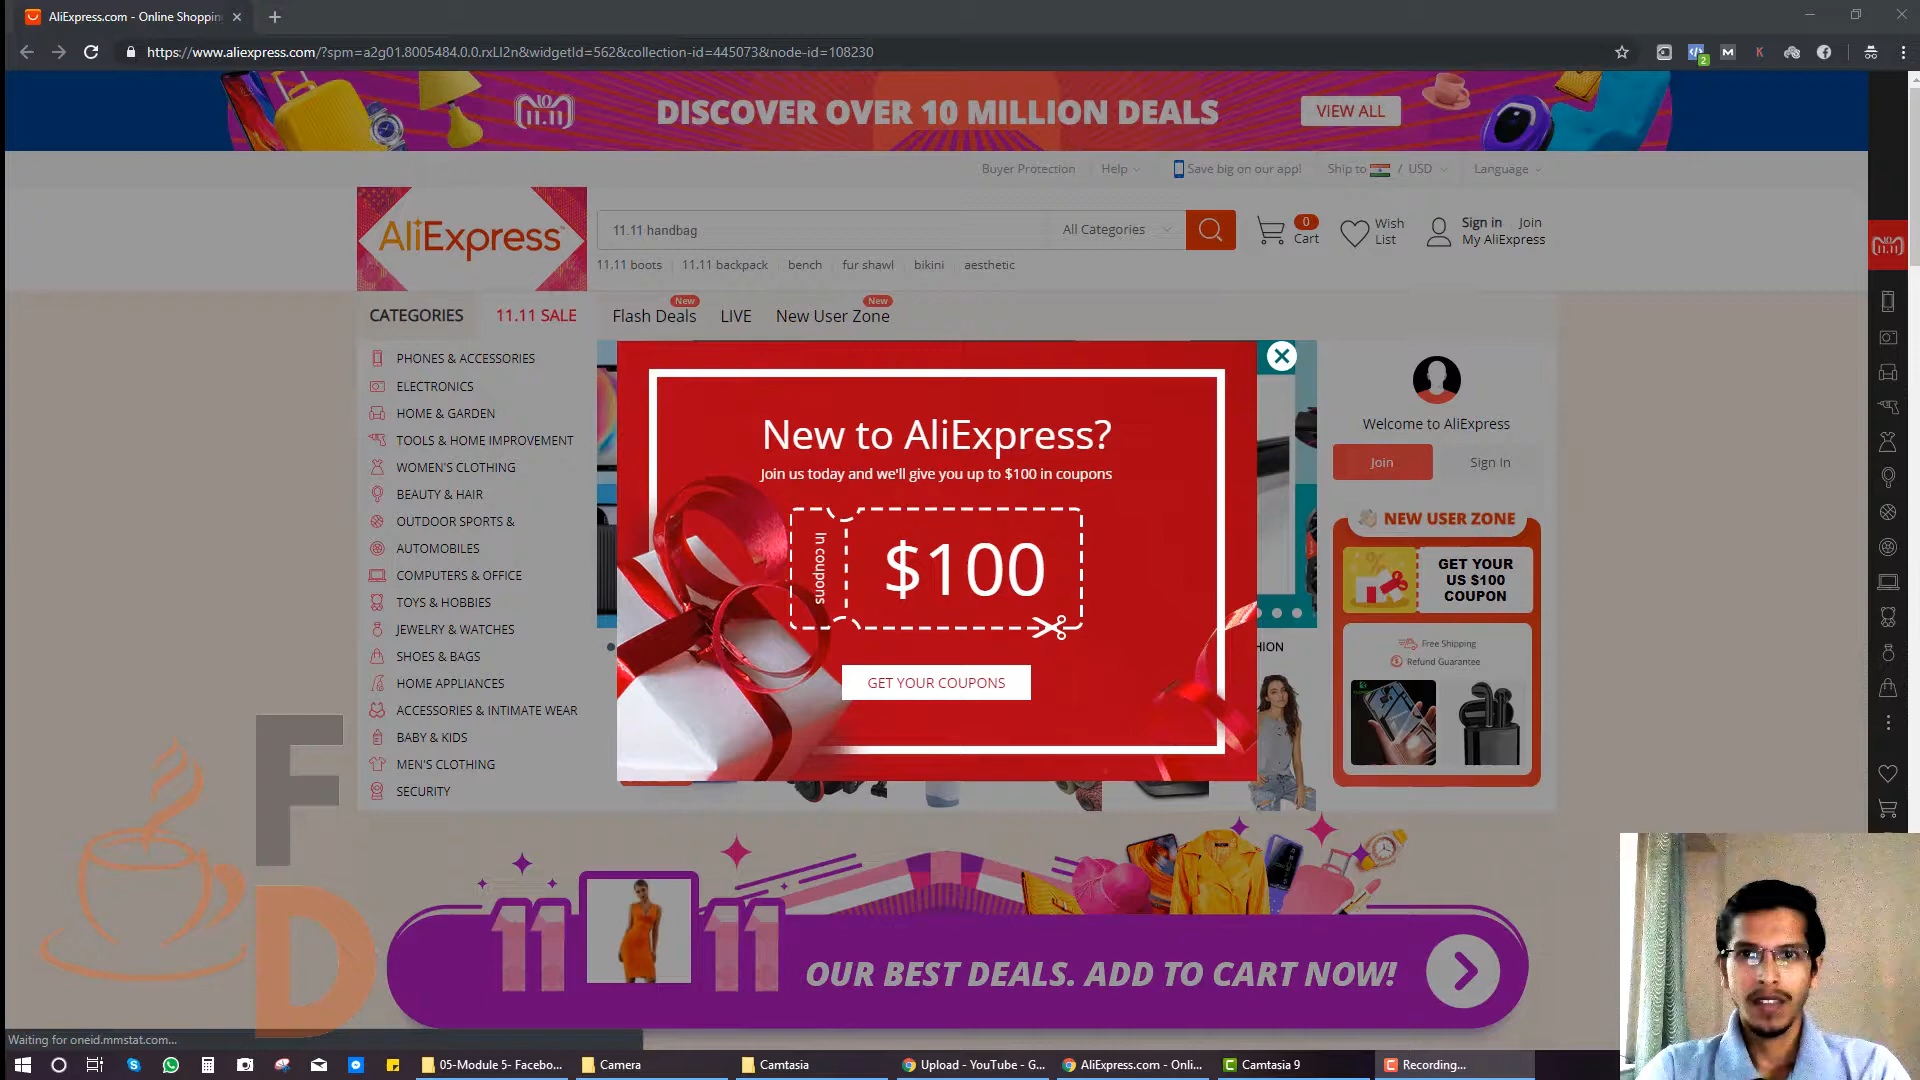 AliExpress.com - Online Shoppin
https://www.aliexpress.com/?spm=a2g01.8005484.0.0.rxLI2n&widgetId=562&collection-id=445073&node-id=108230
2
11.11
DISCOVER OVER 10 MILLION DEALS
VIEW ALL
Buyer Protection
Help
Save big on our app!
Ship to / USD
Language
AliExpress
11.11 handbag
All Categories
0
Cart
Wish
List
Sign in
Join
My AliExpress
11.11 boots
11.11 backpack
bench
fur shawl
bikini
aesthetic
11.11
CATEGORIES
11.11 SALE
Flash Deals
New
LIVE
New User Zone
New
PHONES & ACCESSORIES
ELECTRONICS
HOME & GARDEN
TOOLS & HOME IMPROVEMENT
WOMEN'S CLOTHING
BEAUTY & HAIR
OUTDOOR SPORTS &
AUTOMOBILES
COMPUTERS & OFFICE
TOYS & HOBBIES
JEWELRY & WATCHES
SHOES & BAGS
HOME APPLIANCES
ACCESSORIES & INTIMATE WEAR
BABY & KIDS
MEN'S CLOTHING
SECURITY
New to AliExpress?
Join us today and we'll give you up to $100 in coupons
In coupons
$100
GET YOUR COUPONS
HION
Welcome to AliExpress
Join
Sign In
NEW USER ZONE
GET YOUR
US $100
COUPON
Free Shipping
Refund Guarantee
FD
11 11
OUR BEST DEALS. ADD TO CART NOW!
Waiting for oneid.mmstat.com...
05-Module 5- Facebo...
Camera
Camtasia
Upload - YouTube - G...
AliExpress.com - Onli...
Camtasia 9
Recording...